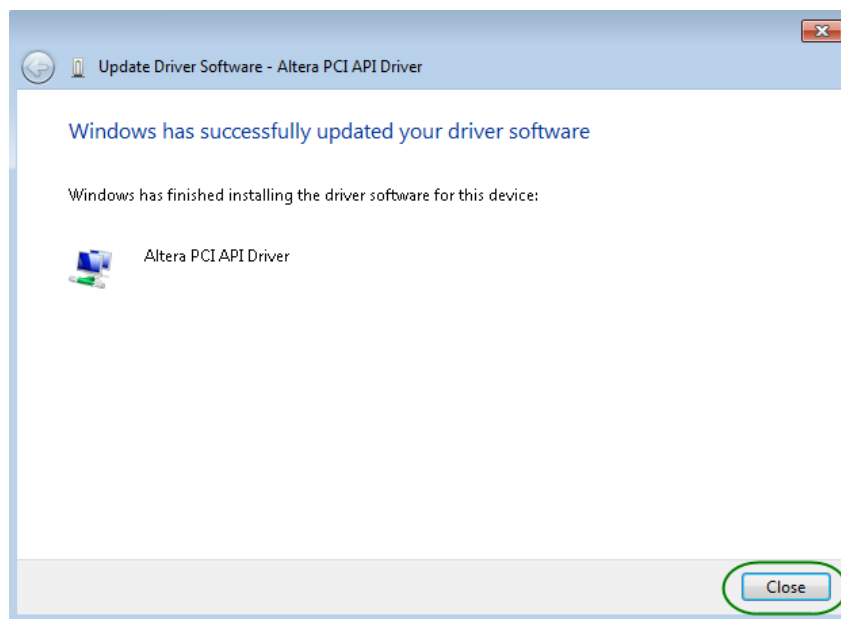 Update Driver Software - Altera PCI API Driver
Windows has successfully updated your driver software
Windows has finished installing the driver software for this device:
Altera PCI API Driver
Close